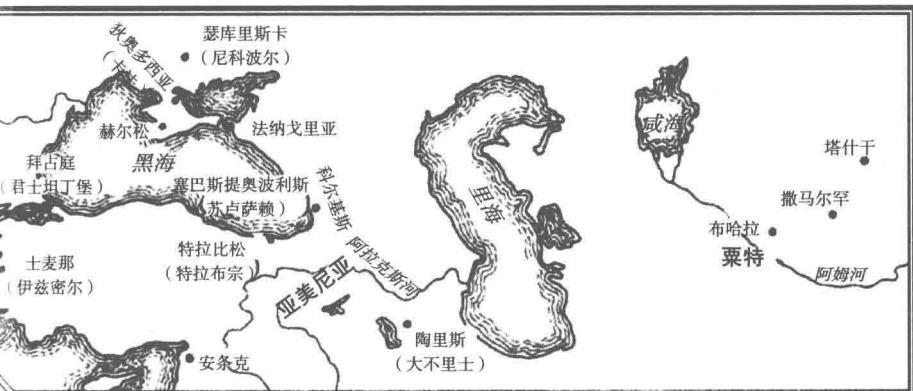 瑟库里斯卡
（尼科波尔）
狄奥多西亚
赫尔松
法纳戈里亚
黑海
拜占庭
（君士坦丁堡）
塞巴斯提奥波利斯
（苏卢萨赖）
科尔基斯
里海
咸海
塔什干
撒马尔罕
布哈拉
粟特
阿姆河
特拉比松
（特拉布宗）
阿拉克斯河
亚美尼亚
士麦那
（伊兹密尔）
陶里斯
（大不里士）
安条克